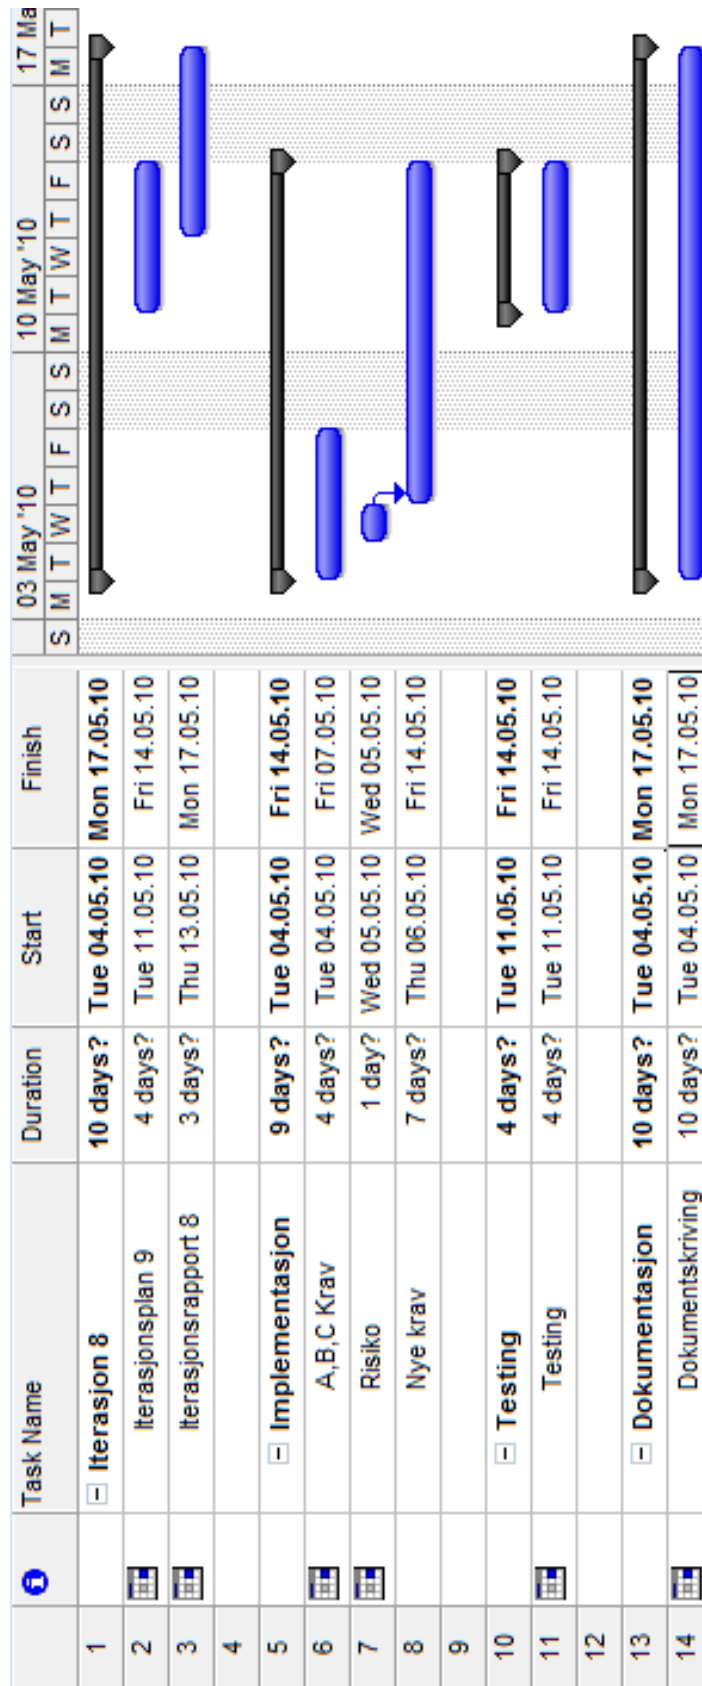 Task Name Duration Start Finish 03 May '10 10 May '10 17 Ma
S M T W T F S S M T W T F S S M T
1 Iterasjon 8 10 days? Tue 04.05.10 Mon 17.05.10
2 Iterasjonsplan 9 4 days? Tue 11.05.10 Fri 14.05.10
3 Iterasjonsrapport 8 3 days? Thu 13.05.10 Mon 17.05.10
4
5 Implementasjon 9 days? Tue 04.05.10 Fri 14.05.10
6 A,B,C Krav 4 days? Tue 04.05.10 Fri 07.05.10
7 Risiko 1 day? Wed 05.05.10 Wed 05.05.10
8 Nye krav 7 days? Thu 06.05.10 Fri 14.05.10
9
10 Testing 4 days? Tue 11.05.10 Fri 14.05.10
11 Testing 4 days? Tue 11.05.10 Fri 14.05.10
12
13 Dokumentasjon 10 days? Tue 04.05.10 Mon 17.05.10
14 Dokumentskriving 10 days? Tue 04.05.10 Mon 17.05.10